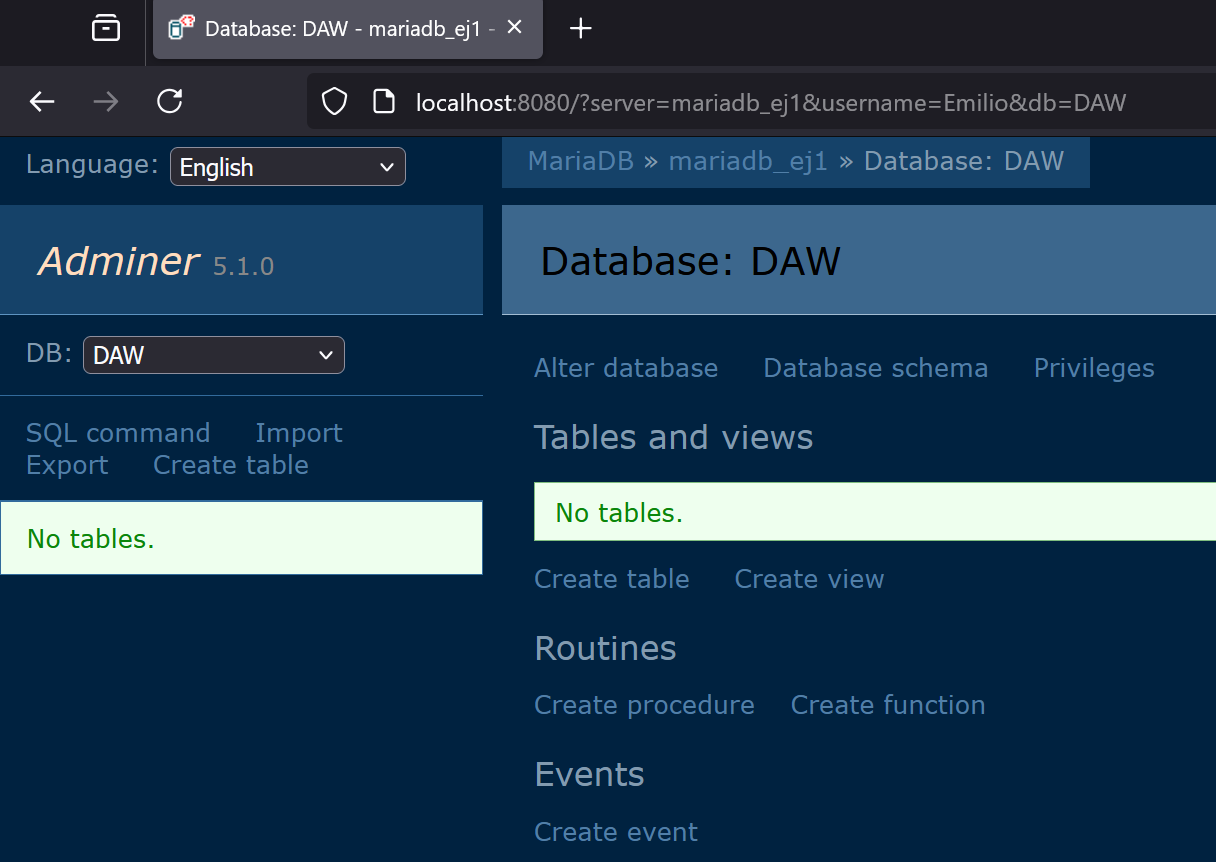 Database: DAW - mariadb_ej1 -
localhost:8080/?server=mariadb_ej1&username=Emilio&db=DAW
Language: English
MariaDB » mariadb_ej1 » Database: DAW
Adminer 5.1.0
Database: DAW
DB: DAW
Alter database Database schema Privileges
SQL command Import
Export Create table
No tables.
Tables and views
No tables.
Create table Create view
Routines
Create procedure Create function
Events
Create event